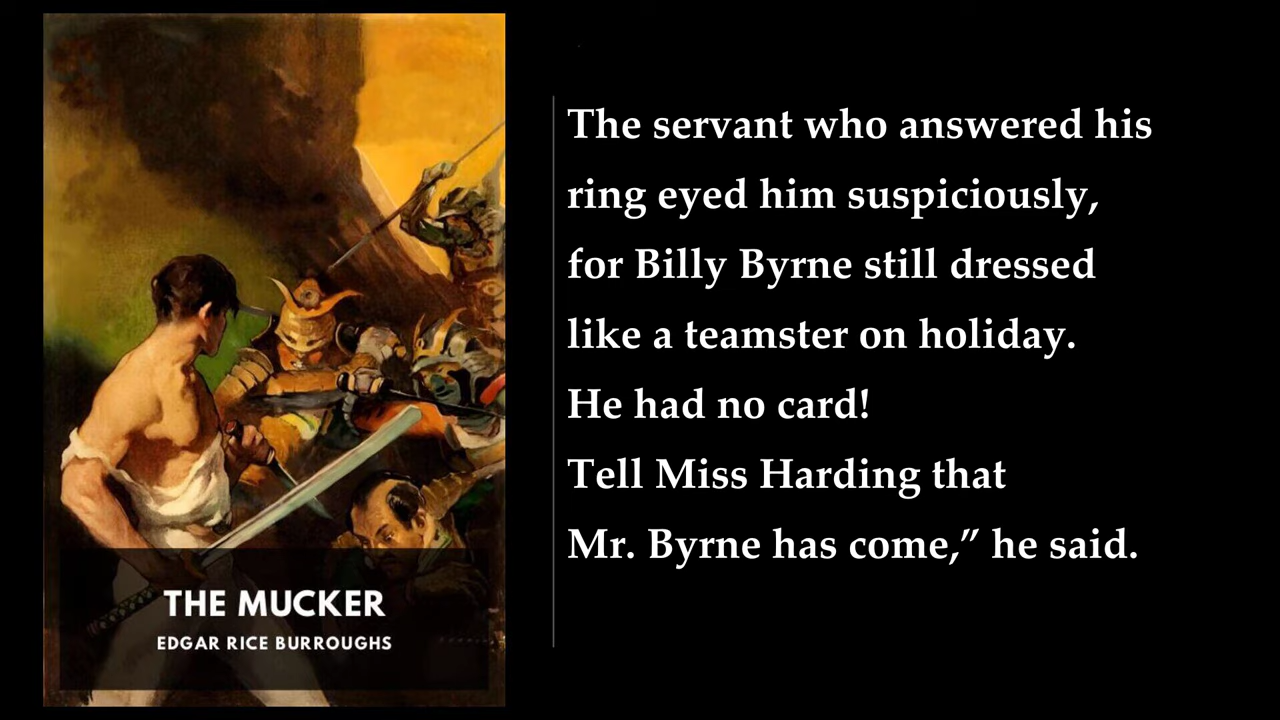 The servant who answered his
ring eyed him suspiciously,
for Billy Byrne still dressed
like a teamster on holiday.
He had no card!
Tell Miss Harding that
Mr. Byrne has come,” he said.
THE MUCKER
EDGAR RICE BURROUGHS